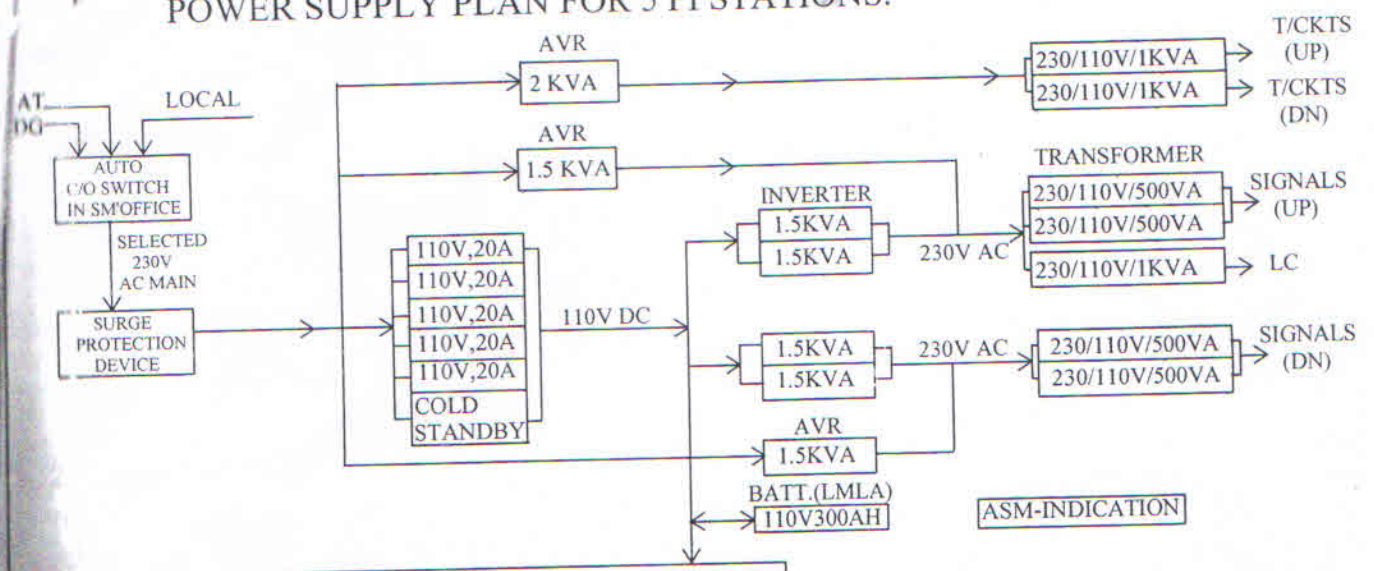 POWER SUPPLY PLAN FOR 3 PI STATIONS.
AT
DG
LOCAL
AUTO
C/O SWITCH
IN SM'OFFICE
SELECTED
230V
AC MAIN
SURGE
PROTECTION
DEVICE
AVR
2 KVA
AVR
1.5 KVA
110V,20A
110V,20A
110V,20A
110V,20A
110V,20A
COLD
STANDBY
110V DC
INVERTER
1.5KVA
1.5KVA
230V AC
1.5KVA
1.5KVA
230V AC
AVR
1.5KVA
BATT.(LMLA)
110V300AH
230/110V/1KVA
230/110V/1KVA
T/CKTS
(UP)
T/CKTS
(DN)
TRANSFORMER
230/110V/500VA
230/110V/500VA
SIGNALS
(UP)
230/110V/1KVA
LC
230/110V/500VA
230/110V/500VA
SIGNALS
(DN)
ASM-INDICATION